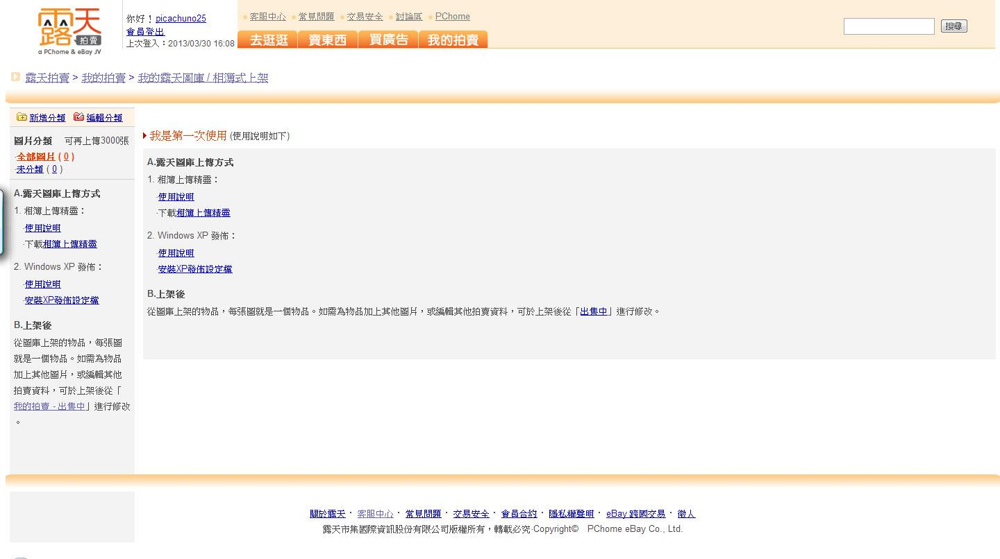 露天
拍賣
a PChome & eBay JV
你好！picachuno25
會員登出
上次登入：2013/03/30 16:08
客服中心 常見問題 交易安全 討論區 PChome
去逛逛 賣東西 買廣告 我的拍賣
搜尋
露天拍賣 > 我的拍賣 > 我的露天圖庫 / 相簿式上架
新增分類 編輯分類
圖片分類 可再上傳3000張
·全部圖片 ( 0 )
·未分類 ( 0 )
A.露天圖庫上傳方式
1. 相簿上傳精靈：
·使用說明
·下載相簿上傳精靈
2. Windows XP 發佈：
·使用說明
·安裝XP發佈設定檔
B.上架後
從圖庫上架的物品，每張圖
就是一個物品。如需為物品
加上其他圖片，或編輯其他
拍賣資料，可於上架後從「
我的拍賣 - 出售中」進行修改
。
我是第一次使用 (使用說明如下)
A.露天圖庫上傳方式
1. 相簿上傳精靈：
·使用說明
·下載相簿上傳精靈
2. Windows XP 發佈：
·使用說明
·安裝XP發佈設定檔
B.上架後
從圖庫上架的物品，每張圖就是一個物品。如需為物品加上其他圖片，或編輯其他拍賣資料，可於上架後從「出售中」進行修改。
關於露天 · 客服中心 · 常見問題 · 交易安全 · 會員合約 · 隱私權聲明 · eBay 跨國交易 · 徵人
露天市集國際資訊股份有限公司版權所有，轉載必究·Copyright© PChome eBay Co., Ltd.